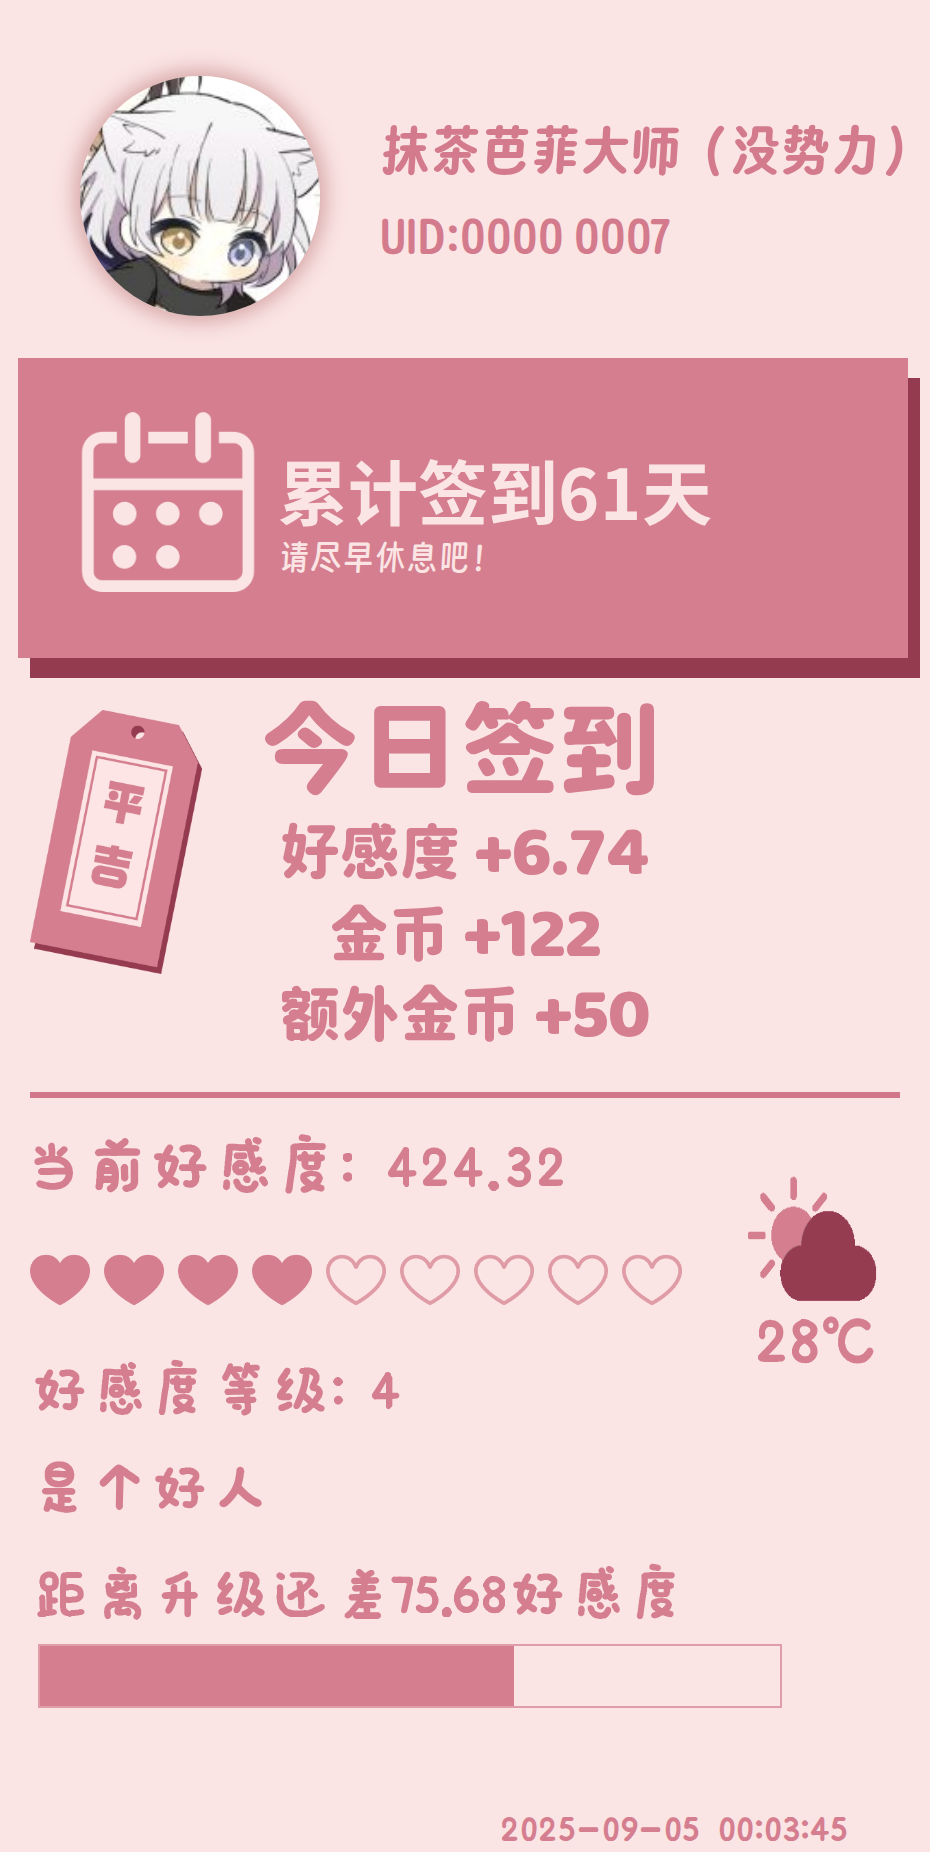 抹茶芭菲大师（没势力）
UID:0000 0007
累计签到61天
请尽早休息吧!
平
吉
今日签到
好感度 +6.74
金币 +122
额外金币 +50
当前好感度: 424.32
28℃
好感度等级: 4
是个好人
距离升级还差75.68好感度
2025-09-05 00:03:45